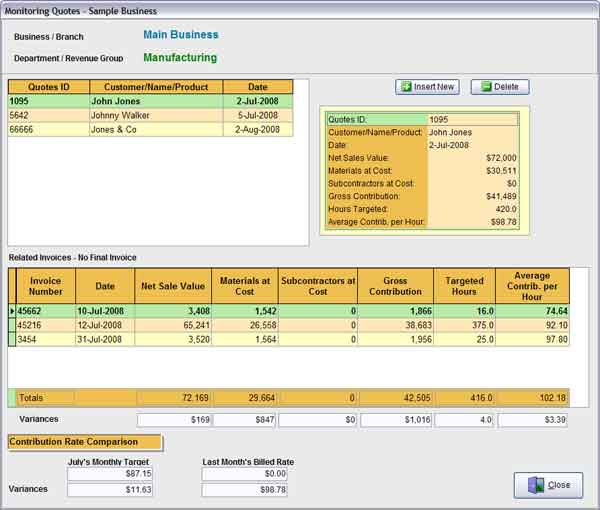 Monitoring Quotes - Sample Business
Business / Branch Main Business
Department / Revenue Group Manufacturing
Insert New Delete
Quotes ID Customer/Name/Product Date
1095 John Jones 2-Jul-2008
5642 Johnny Walker 5-Jul-2008
66666 Jones & Co 2-Aug-2008
Quotes ID: 1095
Customer/Name/Product: John Jones
Date: 2-Jul-2008
Net Sales Value: $72,000
Materials at Cost: $30,511
Subcontractors at Cost: $0
Gross Contribution: $41,489
Hours Targeted: 420.0
Average Contrib. per Hour: $98.78
Related Invoices - No Final Invoice
Invoice Number Date Net Sale Value Materials at Cost Subcontractors at Cost Gross Contribution Targeted Hours Average Contrib. per Hour
45662 10-Jul-2008 3,408 1,542 0 1,866 16.0 74.64
45216 12-Jul-2008 65,241 26,558 0 38,683 375.0 92.10
3454 31-Jul-2008 3,520 1,564 0 1,956 25.0 97.80
Totals 72,169 29,664 0 42,505 416.0 102.18
Variances $169 $847 $0 $1,016 4.0 $3.39
Contribution Rate Comparison
July's Monthly Target Last Month's Billed Rate
$87.15 $0.00
Variances $11.63 $98.78
Close